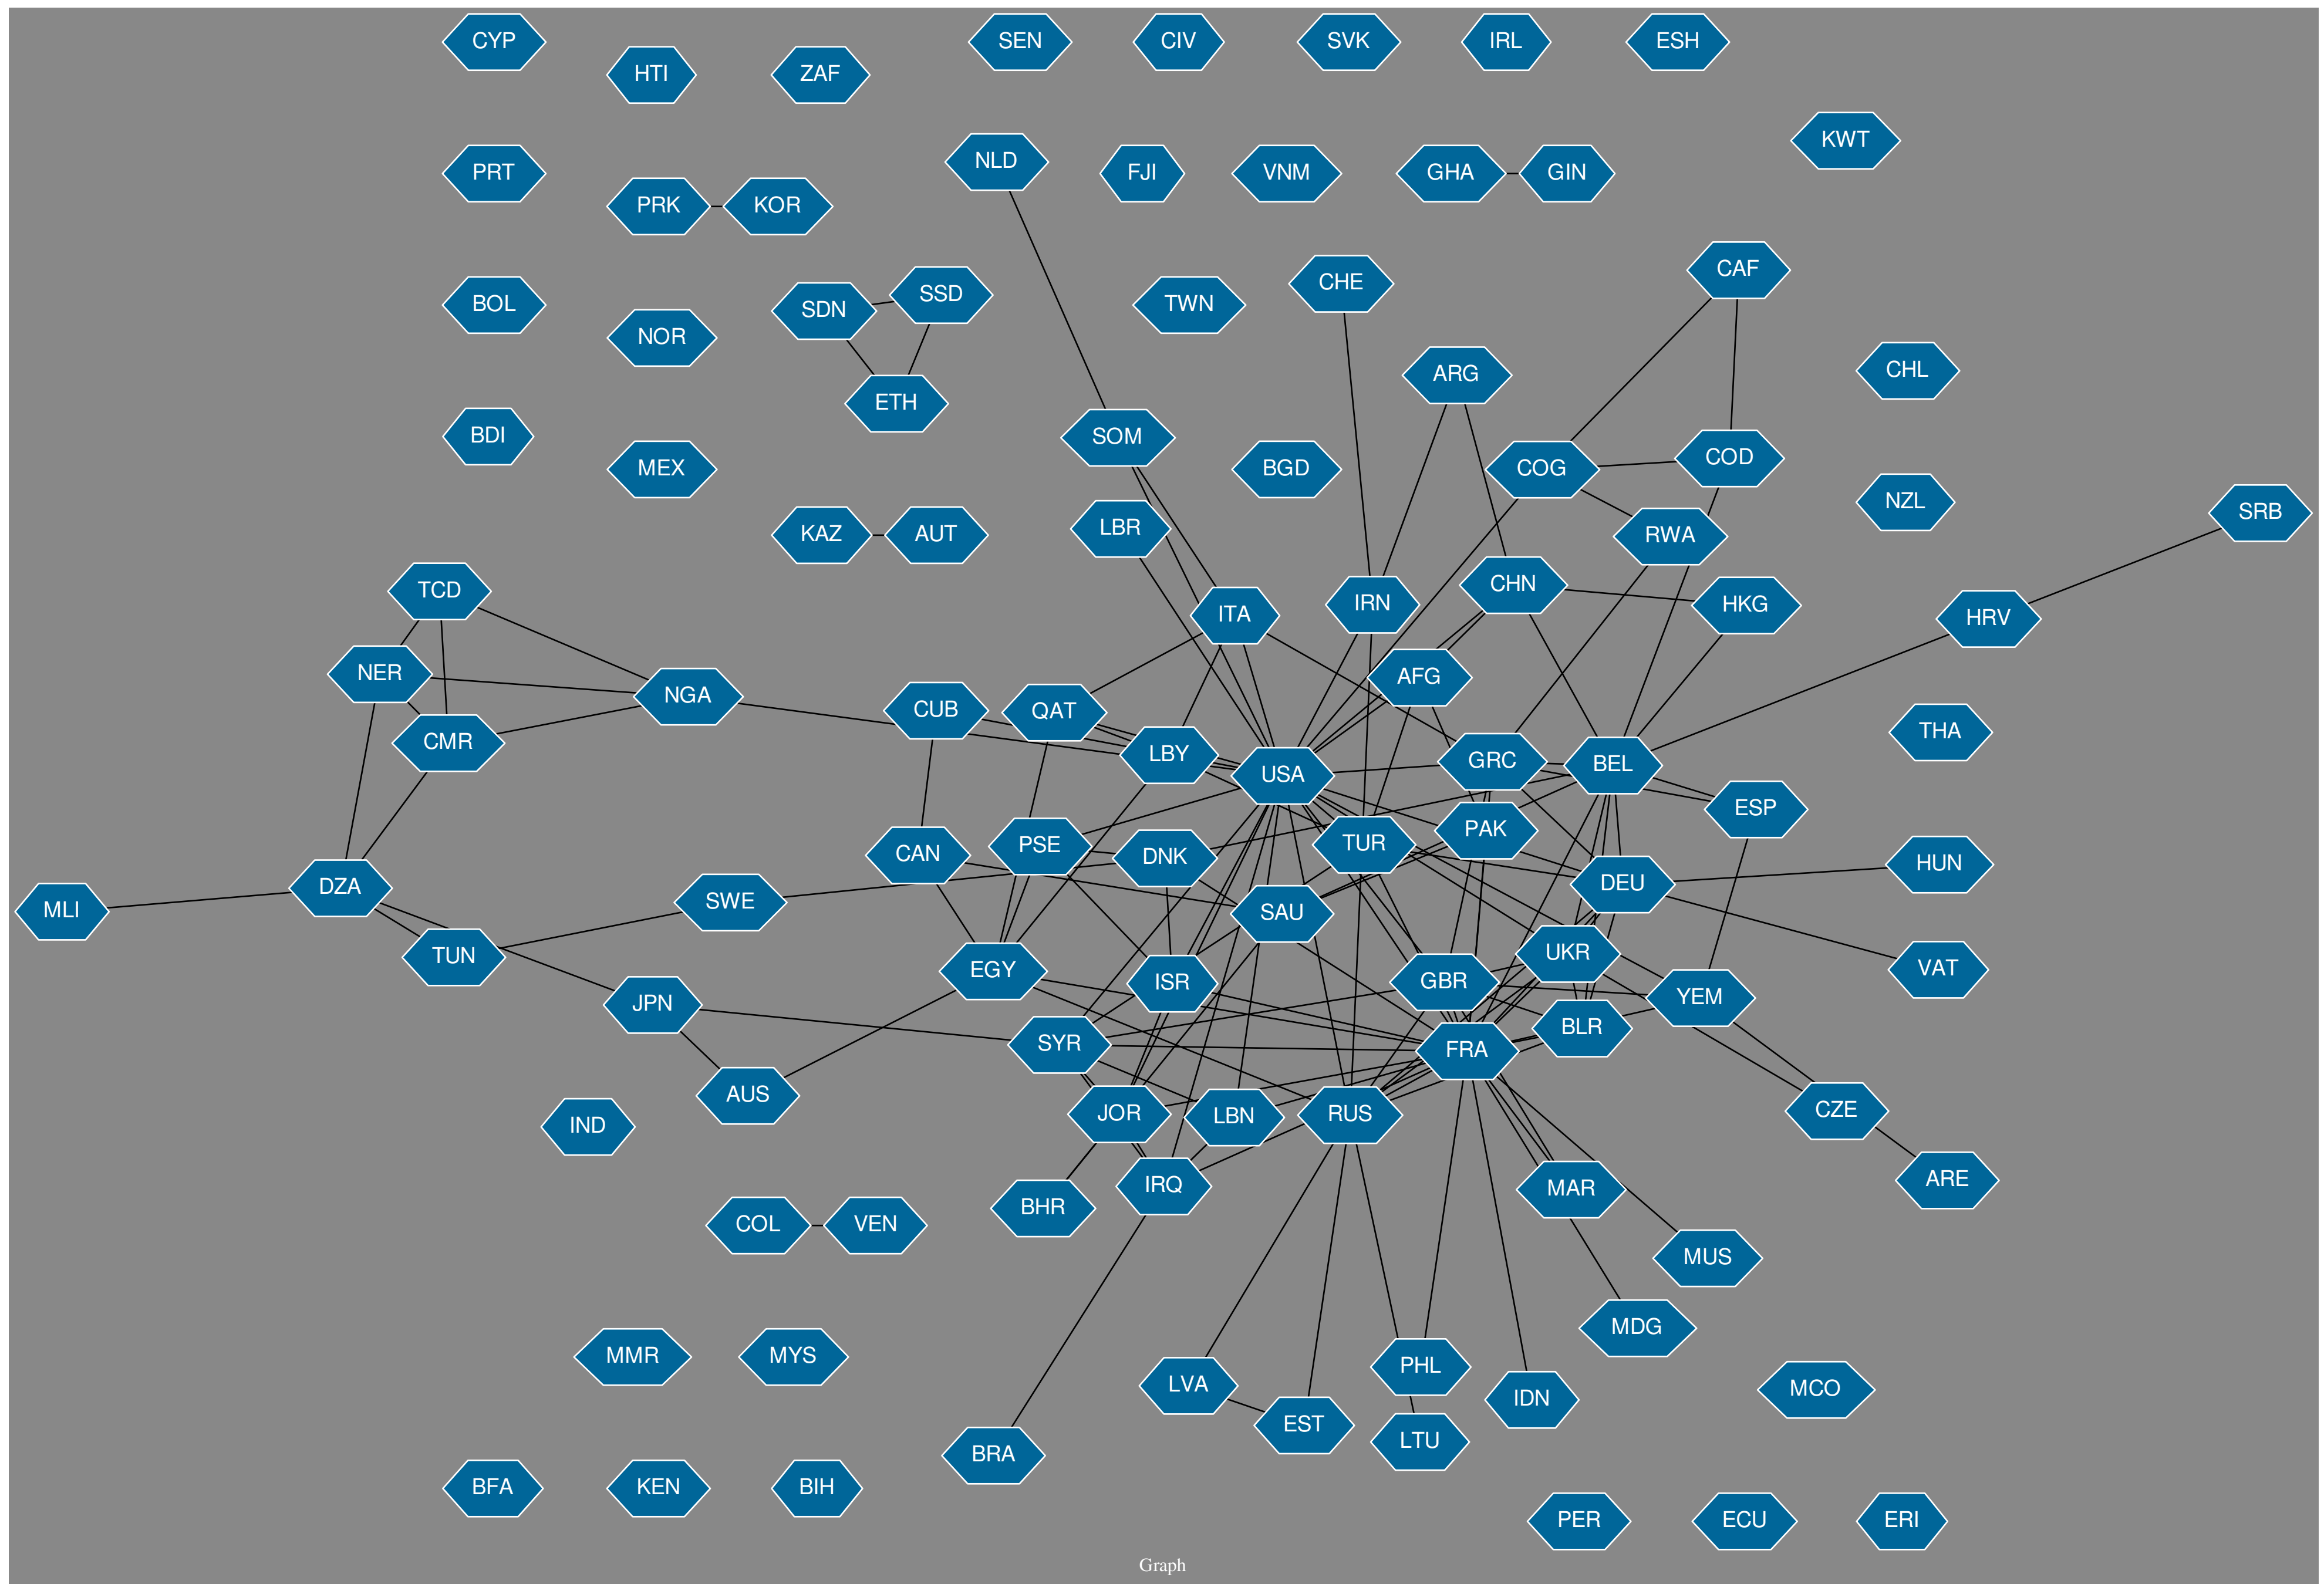 CYP
SEN
CIV
SVK
IRL
ESH
HTI
ZAF
KWT
NLD
PRT
FJI
VNM
GHA
GIN
PRK
KOR
CAF
CHE
SSD
BOL
SDN
TWN
NOR
CHL
ARG
ETH
BDI
SOM
COD
MEX
BGD
COG
NZL
SRB
LBR
KAZ
AUT
RWA
CHN
TCD
IRN
HKG
ITA
HRV
NER
AFG
NGA
CUB
QAT
THA
CMR
LBY
GRC
BEL
USA
ESP
PAK
TUR
PSE
CAN
DNK
HUN
DEU
DZA
SWE
MLI
SAU
UKR
TUN
VAT
EGY
GBR
ISR
YEM
JPN
BLR
SYR
FRA
AUS
CZE
JOR
RUS
LBN
IND
ARE
IRQ
MAR
BHR
COL
VEN
MUS
MDG
MMR
MYS
PHL
LVA
MCO
IDN
EST
LTU
BRA
BFA
KEN
BIH
PER
ECU
ERI
Graph